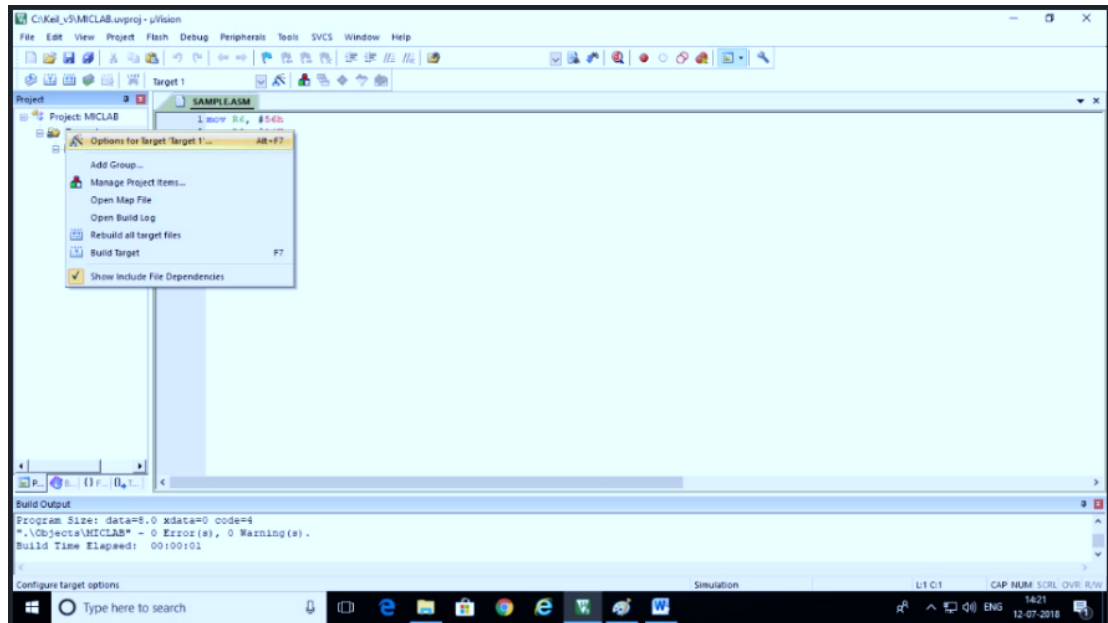 C:\Keil_v5\MICLAB.uvproj - µVision
File Edit View Project Flash Debug Peripherals Tools SVCS Window Help
Target 1
Project
SAMPLE.ASM
Project: MICLAB
1 mov R6, #56h
Options for Target 'Target 1'... Alt+F7
Add Group...
Manage Project Items...
Open Map File
Open Build Log
Rebuild all target files
Build Target F7
Show Include File Dependencies
P... B... {} F... 0+ T...
Build Output
Program Size: data=8.0 xdata=0 code=4
".\Objects\MICLAB" - 0 Error(s), 0 Warning(s).
Build Time Elapsed: 00:00:01
Configure target options Simulation L:1 C:1 CAP NUM SCRL OVR R/W
Type here to search
ENG
14:21
12-07-2018